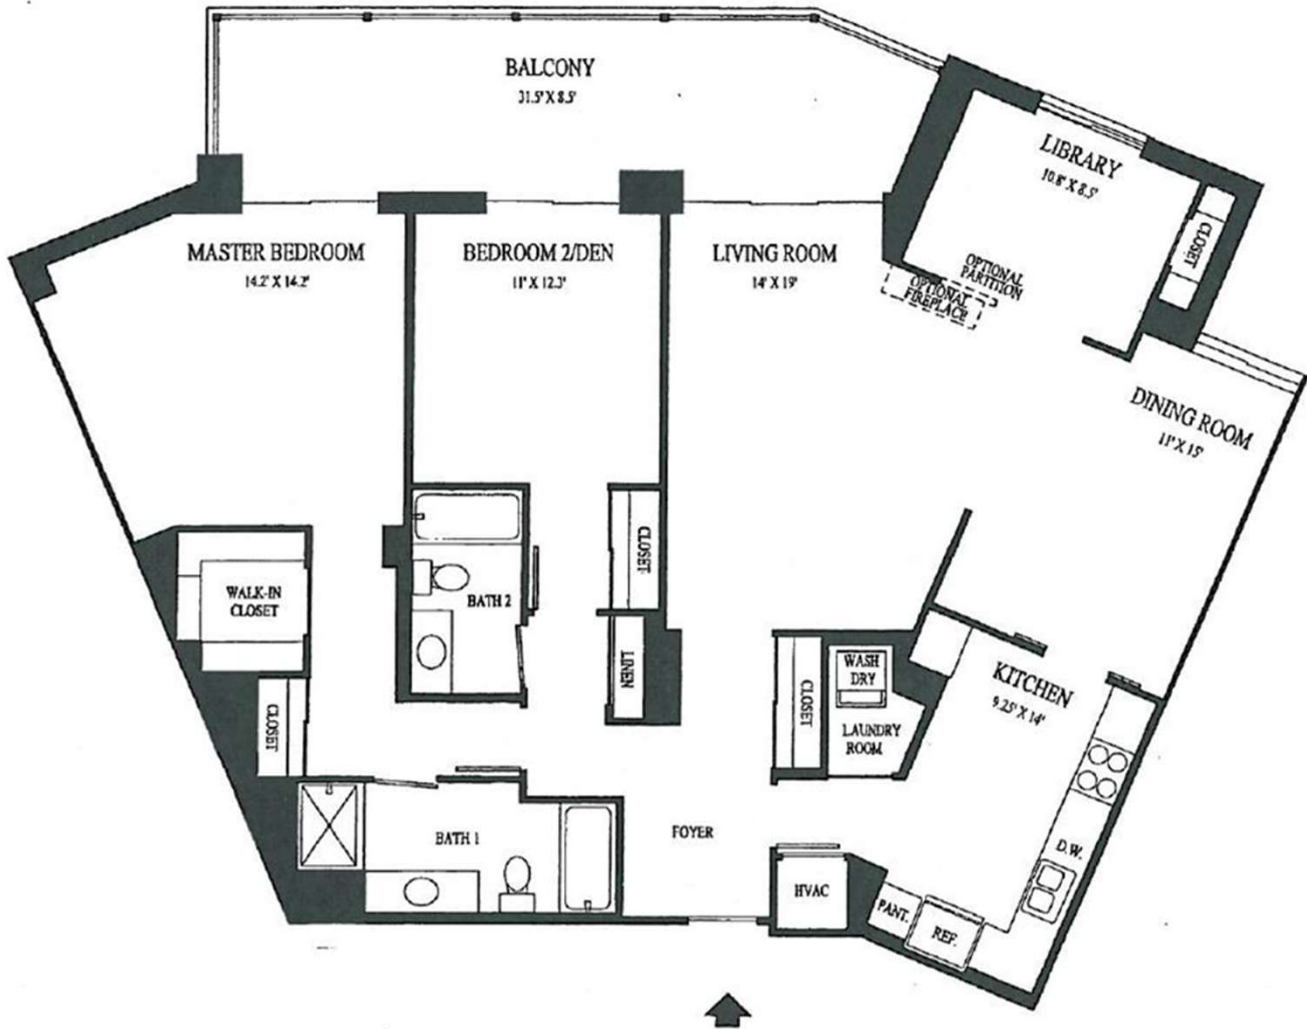 BALCONY
31.5' X 8.5'
LIBRARY
10.8' X 8.5'
CLOSET
MASTER BEDROOM
14.2' X 14.2'
BEDROOM 2/DEN
11' X 12.3'
LIVING ROOM
14' X 19'
OPTIONAL
PARTITION
OPTIONAL
FIREPLACE
DINING ROOM
11' X 15'
WALK-IN
CLOSET
BATH 2
CLOSET
LINEN
CLOSET
WASH
DRY
LAUNDRY
ROOM
KITCHEN
9.25' X 14'
CLOSET
BATH 1
FOYER
HVAC
D.W.
PANT.
REF.